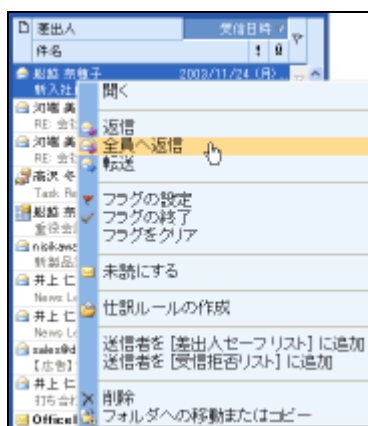 差出人 受信日時
件名
船越 奈穂子 2003/11/24 (月)...
新入社
開く
河端 美
RE: 会社
返信
河端 美
全員へ返信
RE: 会社
転送
高沢 冬
Task Re
フラグの設定
船越 奈
フラグの終了
重役会
フラグをクリア
nisikawa
新製品
未読にする
井上 仁
News Le
仕訳ルールの作成
井上 仁
News Le
送信者を [差出人セーフ リスト] に追加
sales@d
送信者を [受信拒否リスト] に追加
【広告】
井上 仁
削除
打ち合わ
フォルダへの移動またはコピー
Office